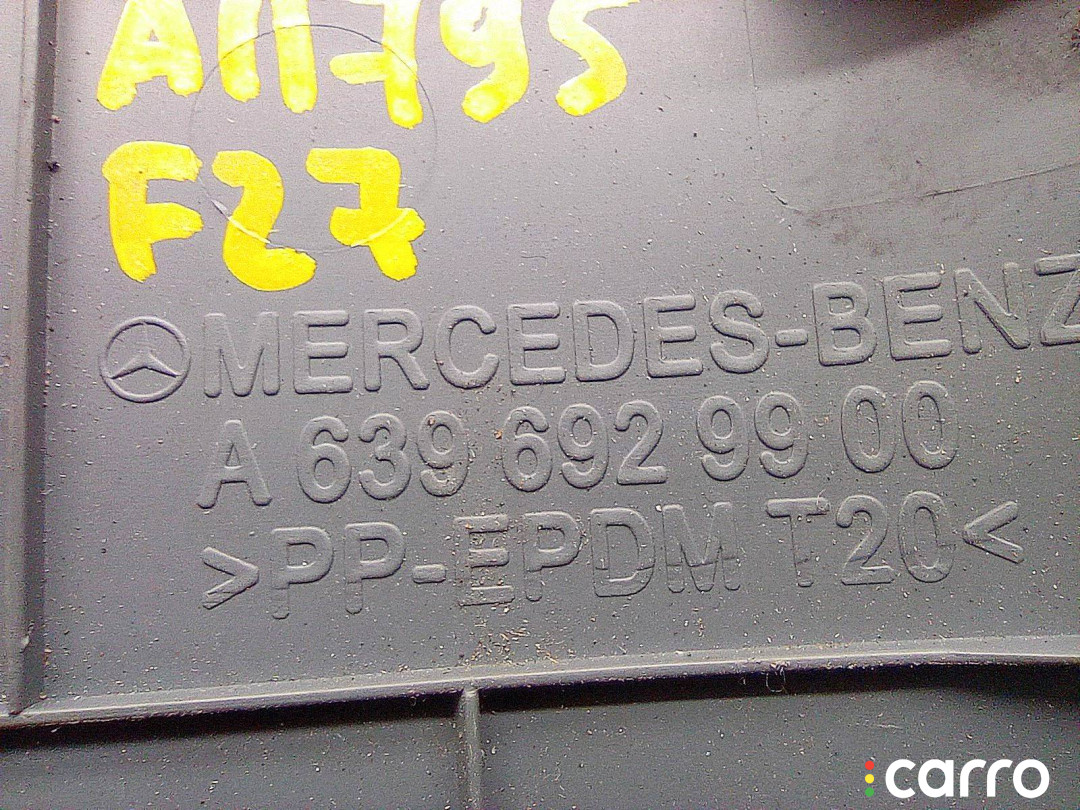 A11795
F27
MERCEDES-BENZ
A 639 692 99 00
>PP-EPDM T20<
carro